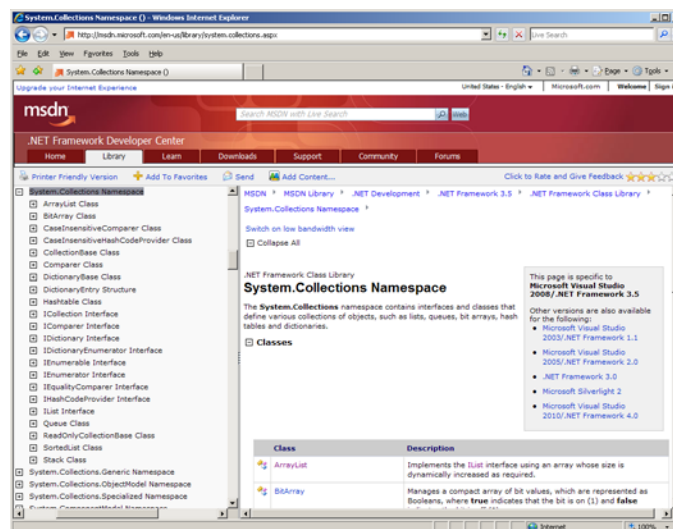 System.Collections Namespace () - Windows Internet Explorer
http://msdn.microsoft.com/en-us/library/system.collections.aspx
Live Search
File Edit View Favorites Tools Help
System.Collections Namespace ()
Page Tools
Upgrade your Internet Experience
United States - English Microsoft.com Welcome Sign
msdn
Search MSDN with Live Search
Web
.NET Framework Developer Center
Home Library Learn Downloads Support Community Forums
Printer Friendly Version Add To Favorites Send Add Content...
Click to Rate and Give Feedback
System.Collections Namespace
ArrayList Class
BitArray Class
CaseInsensitiveComparer Class
CaseInsensitiveHashCodeProvider Class
CollectionBase Class
Comparer Class
DictionaryBase Class
DictionaryEntry Structure
Hashtable Class
ICollection Interface
IComparer Interface
IDictionary Interface
IDictionaryEnumerator Interface
IEnumerable Interface
IEnumerator Interface
IEqualityComparer Interface
IHashCodeProvider Interface
IList Interface
Queue Class
ReadOnlyCollectionBase Class
SortedList Class
Stack Class
System.Collections.Generic Namespace
System.Collections.ObjectModel Namespace
System.Collections.Specialized Namespace
System.ComponentModel Namespace
MSDN MSDN Library .NET Development .NET Framework 3.5 .NET Framework Class Library
System.Collections Namespace
Switch on low bandwidth view
Collapse All
.NET Framework Class Library
System.Collections Namespace
The System.Collections namespace contains interfaces and classes that
define various collections of objects, such as lists, queues, bit arrays, hash
tables and dictionaries.
Classes
This page is specific to
Microsoft Visual Studio
2008/.NET Framework 3.5
Other versions are also available
for the following:
Microsoft Visual Studio
2003/.NET Framework 1.1
Microsoft Visual Studio
2005/.NET Framework 2.0
.NET Framework 3.0
Microsoft Silverlight 2
Microsoft Visual Studio
2010/.NET Framework 4.0
Class Description
ArrayList Implements the IList interface using an array whose size is
dynamically increased as required.
BitArray Manages a compact array of bit values, which are represented as
Booleans, where true indicates that the bit is on (1) and false
Internet 100%